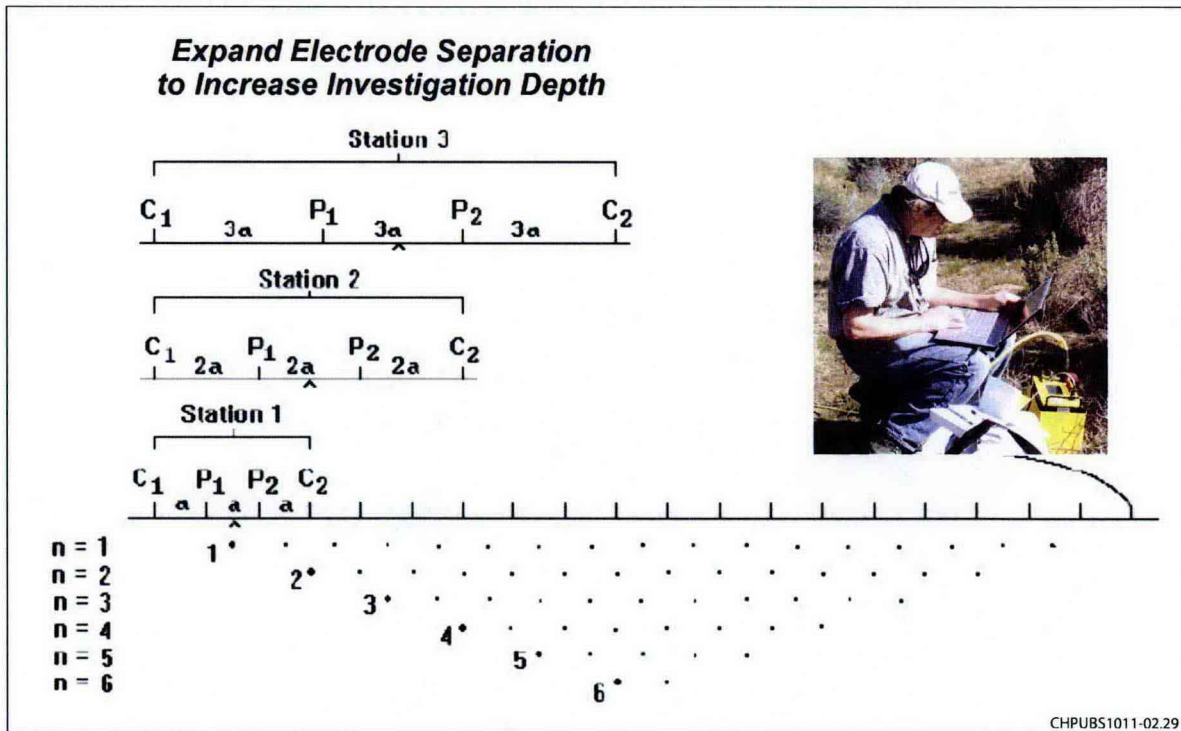 Expand Electrode Separation
to Increase Investigation Depth
Station 3
C1 P1 P2 C2
3a 3a 3a
Station 2
C1 P1 P2 C2
2a 2a 2a
Station 1
C1 P1 P2 C2
a a a
n = 1 1
n = 2 2
n = 3 3
n = 4 4
n = 5 5
n = 6 6
CHPUBS1011-02.29